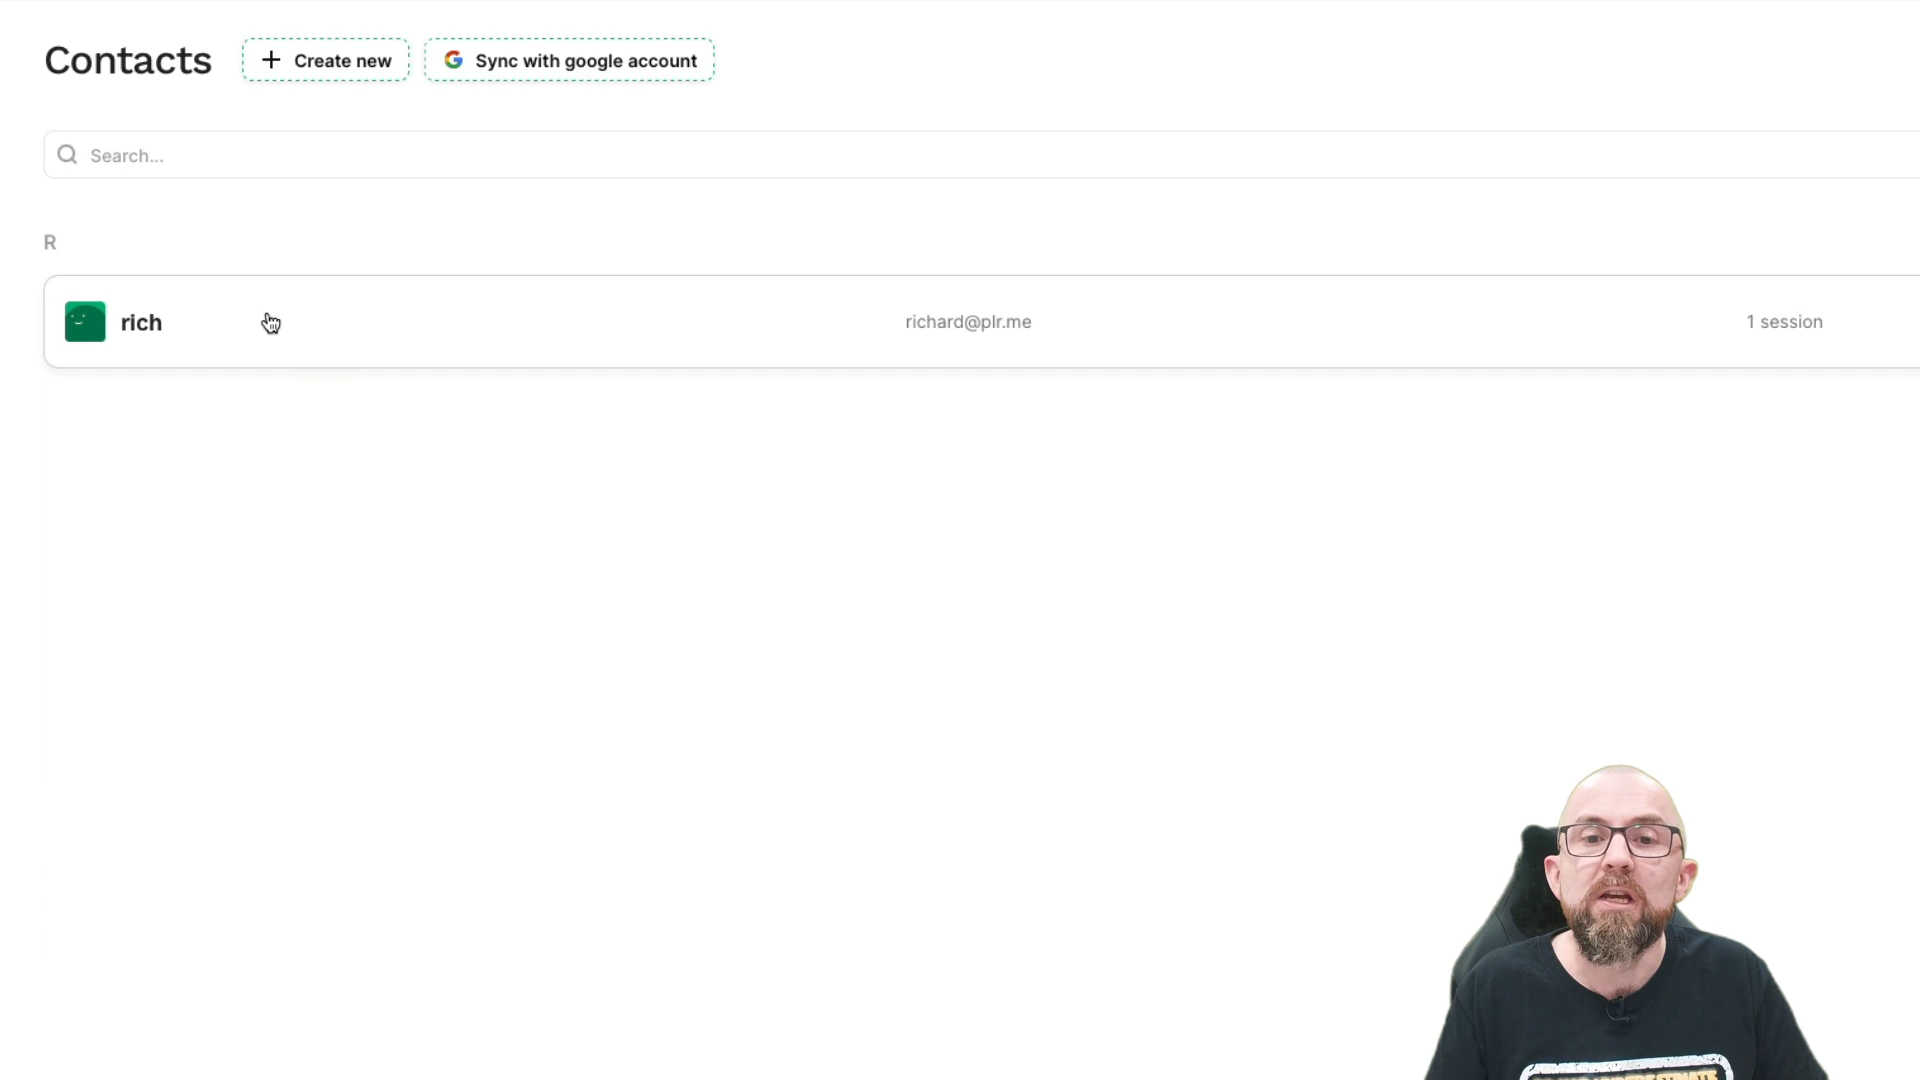 Contacts
Create new
Sync with google account
Search...
R
rich
richard@plr.me
1 session